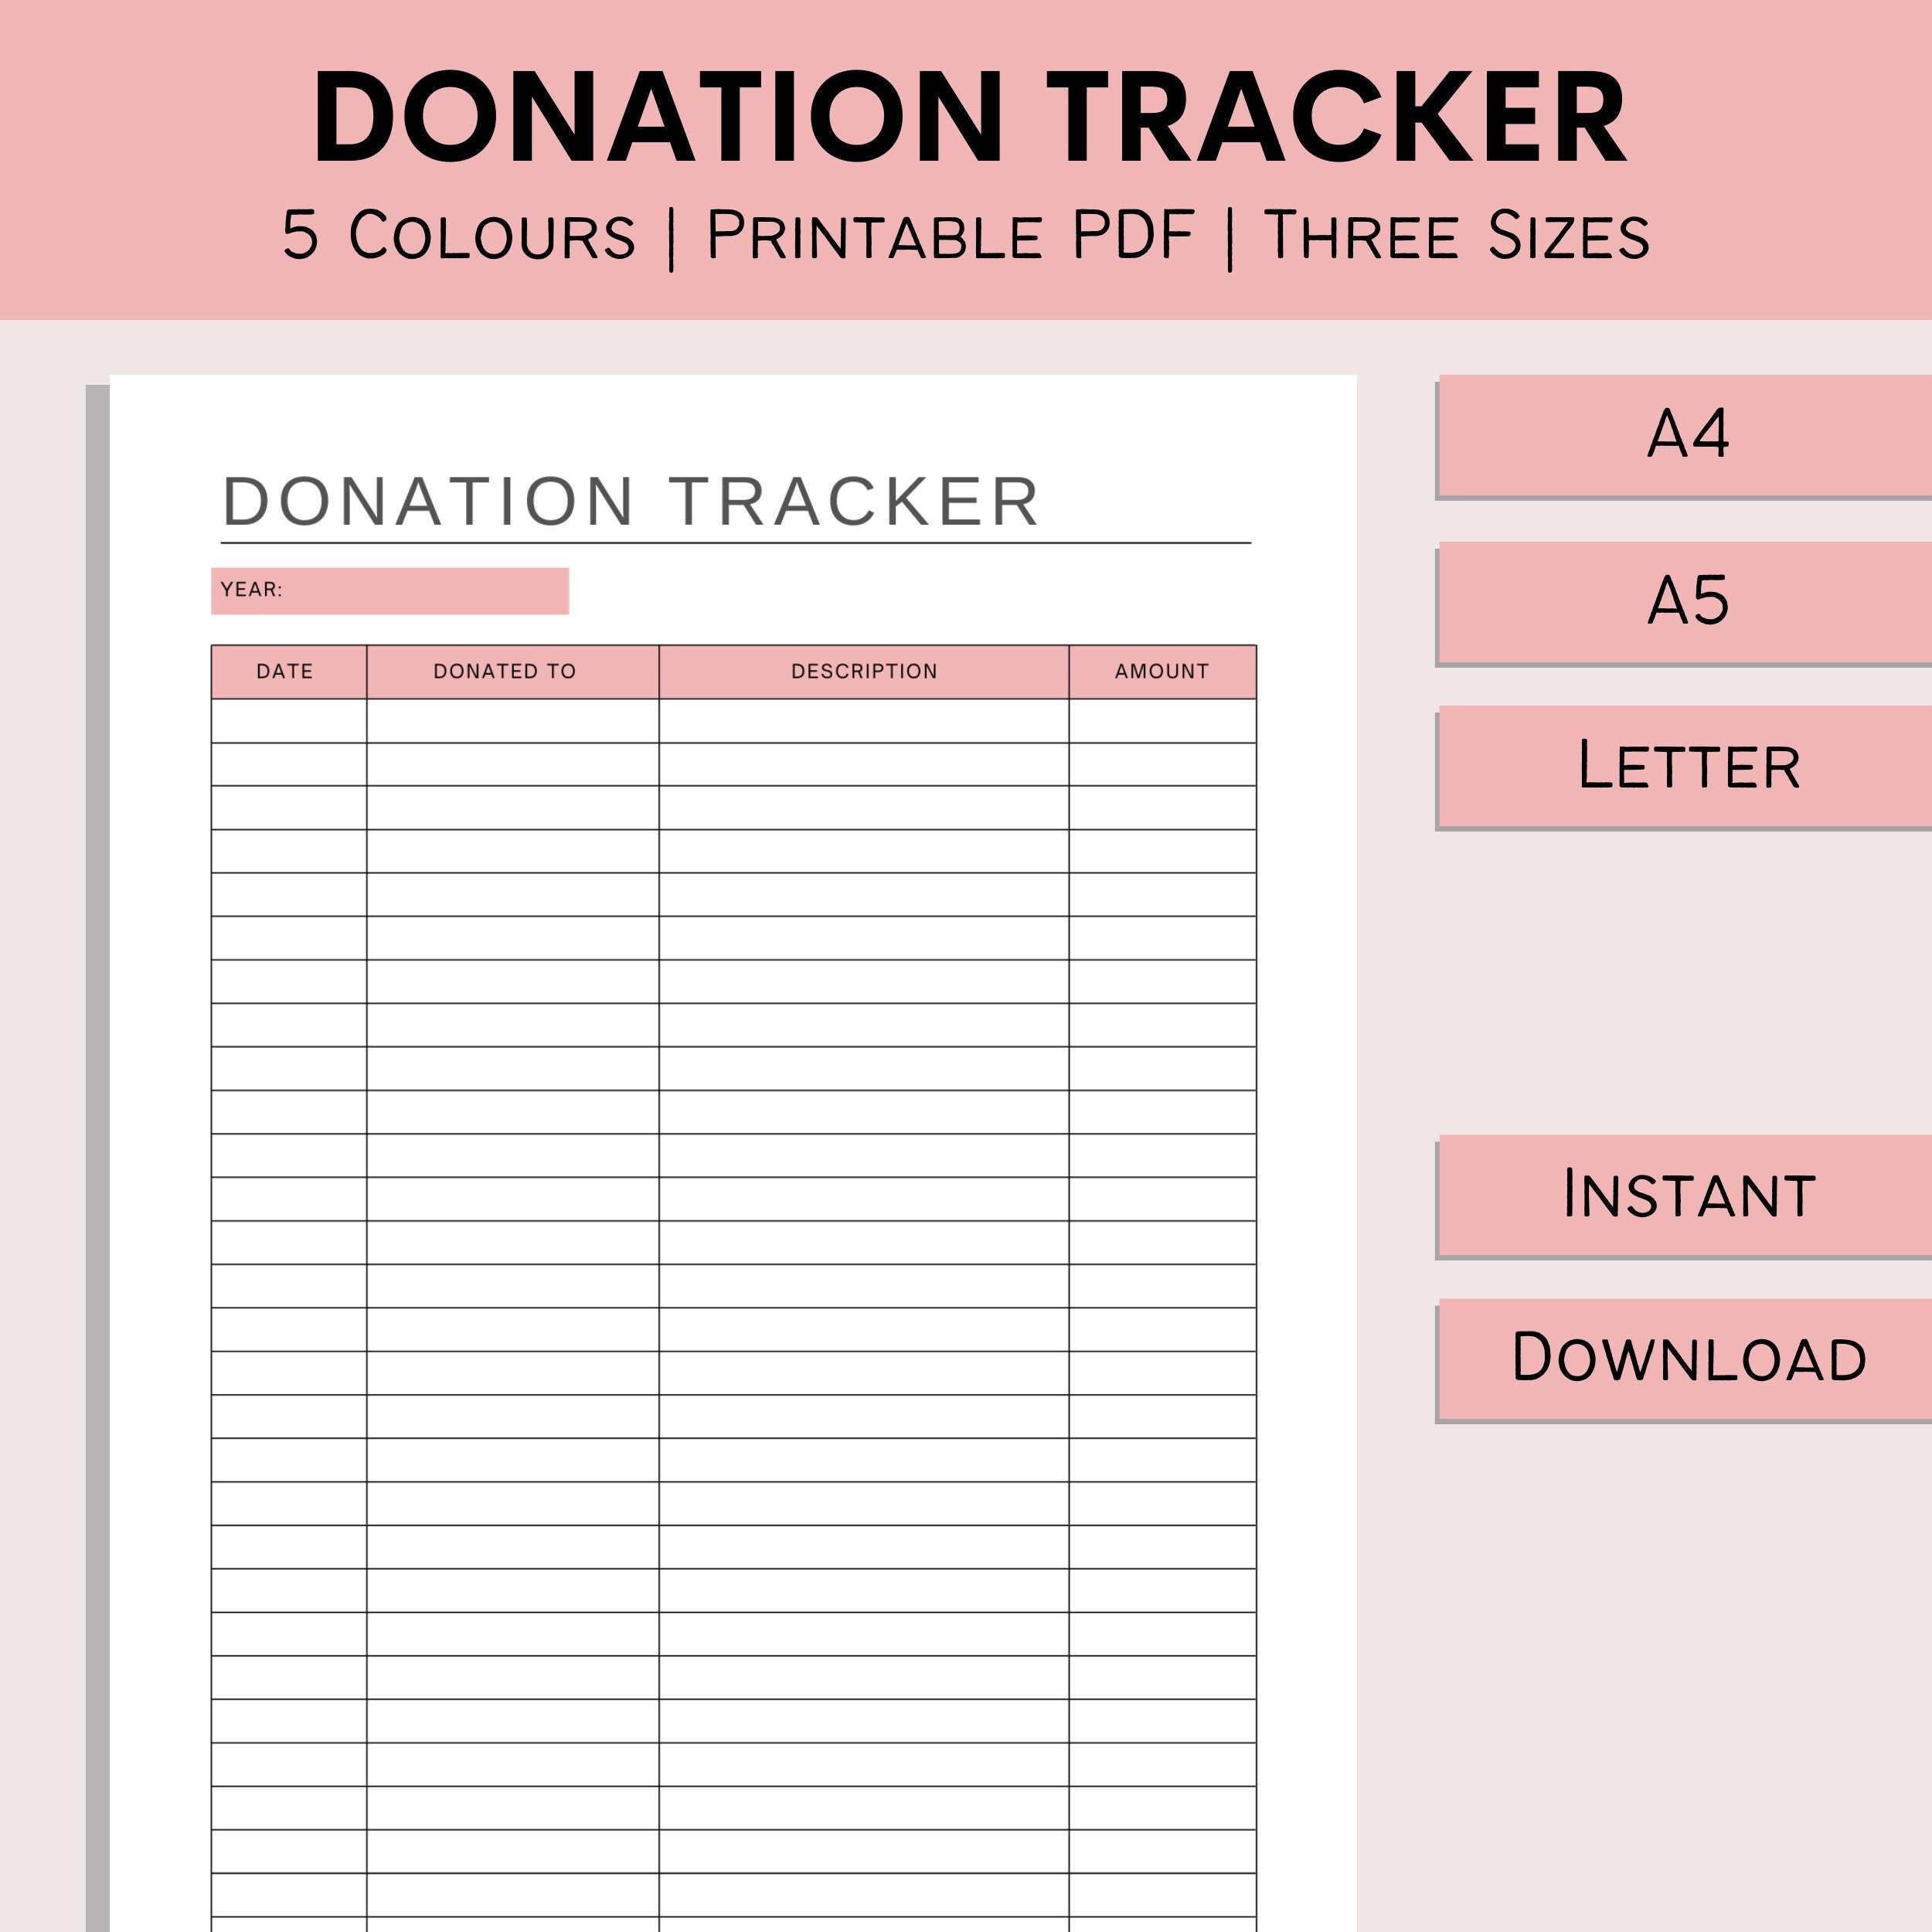 DONATION TRACKER
5 Colours | Printable PDF | Three Sizes
DONATION TRACKER
YEAR:
DATE DONATED TO DESCRIPTION AMOUNT
A4
A5
Letter
Instant
Download